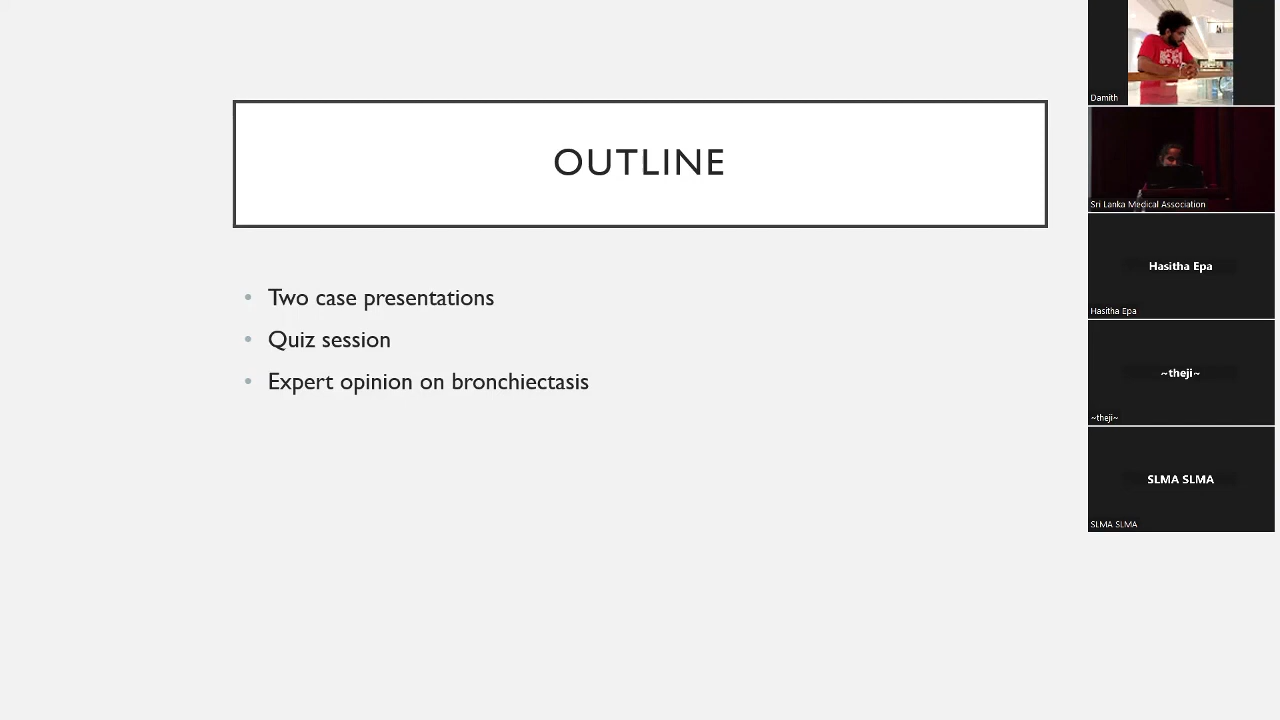 OUTLINE
• Two case presentations
• Quiz session
• Expert opinion on bronchiectasis
Damith
Sri Lanka Medical Association
Hasitha Epa
Hasitha Epa
~theji~
~theji~
SLMA SLMA
SLMA SLMA